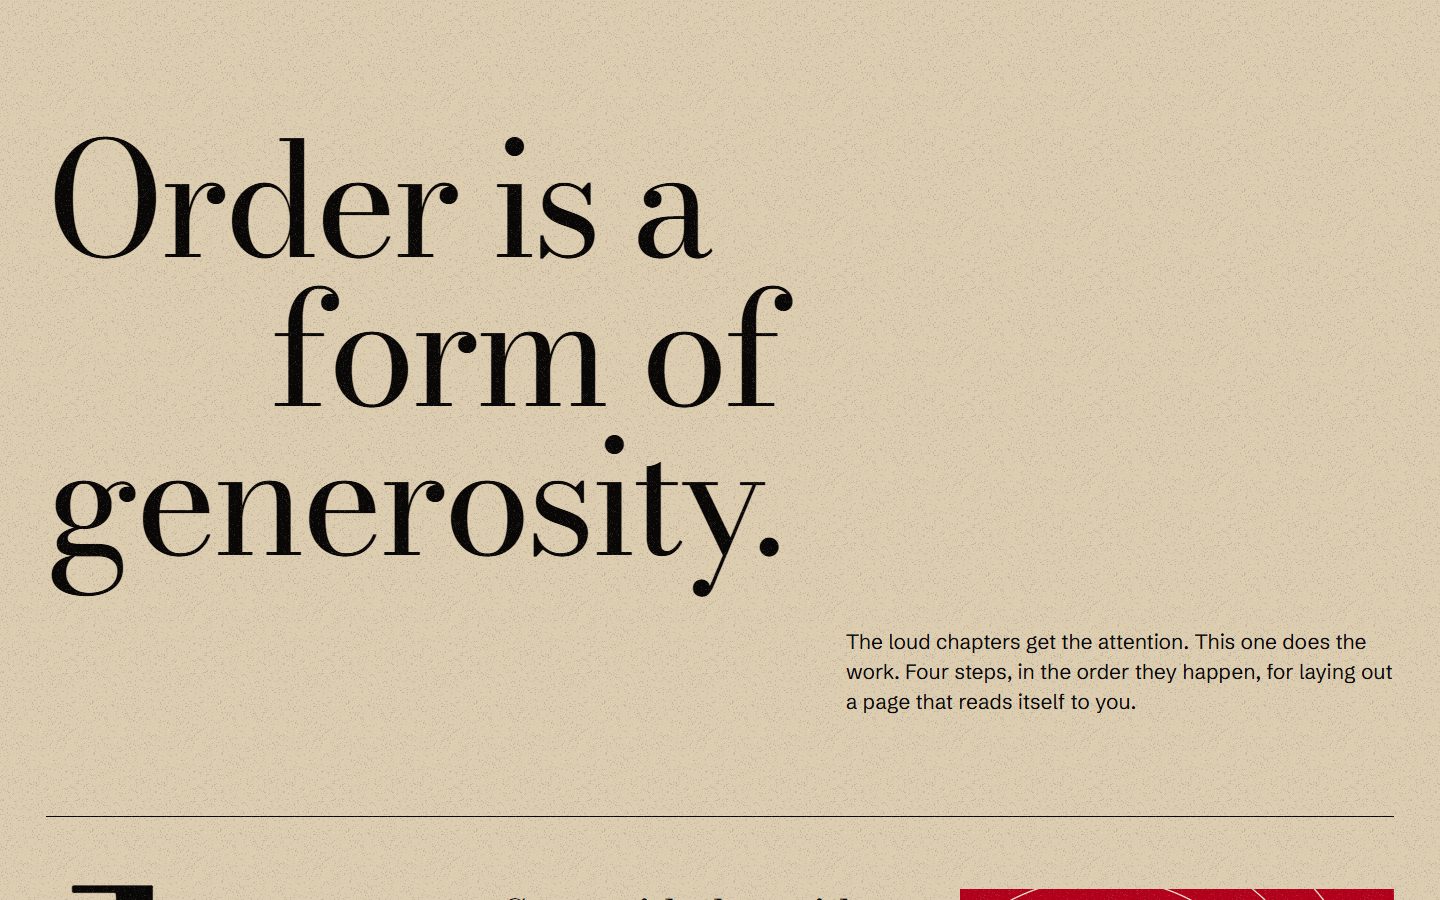 Order is a
form of
generosity.
The loud chapters get the attention. This one does the
work. Four steps, in the order they happen, for laying out
a page that reads itself to you.